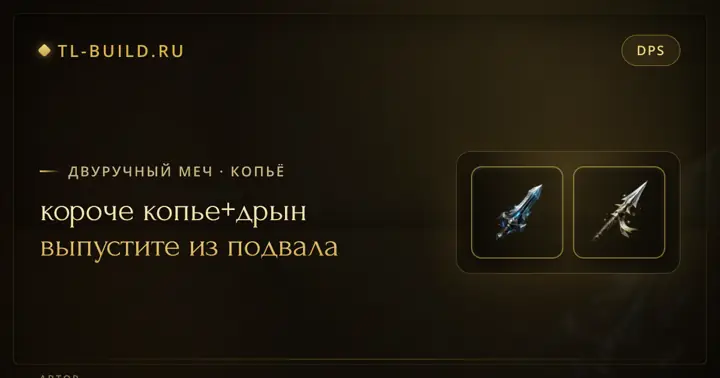 TL-BUILD.RU
DPS
ДВУРУЧНЫЙ МЕЧ · КОПЬЁ
короче копье+дрын
выпустите из подвала